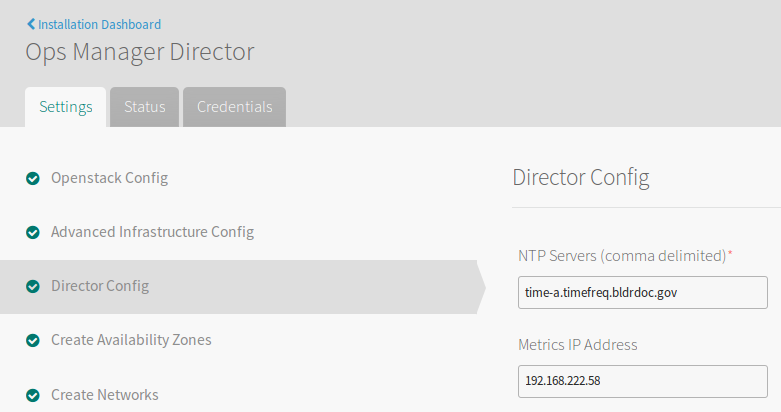 Installation Dashboard
Ops Manager Director
Settings
Status
Credentials
Openstack Config
Advanced Infrastructure Config
Director Config
Create Availability Zones
Create Networks
Director Config
NTP Servers (comma delimited)*
time-a.timefreq.bldrdoc.gov
Metrics IP Address
192.168.222.58